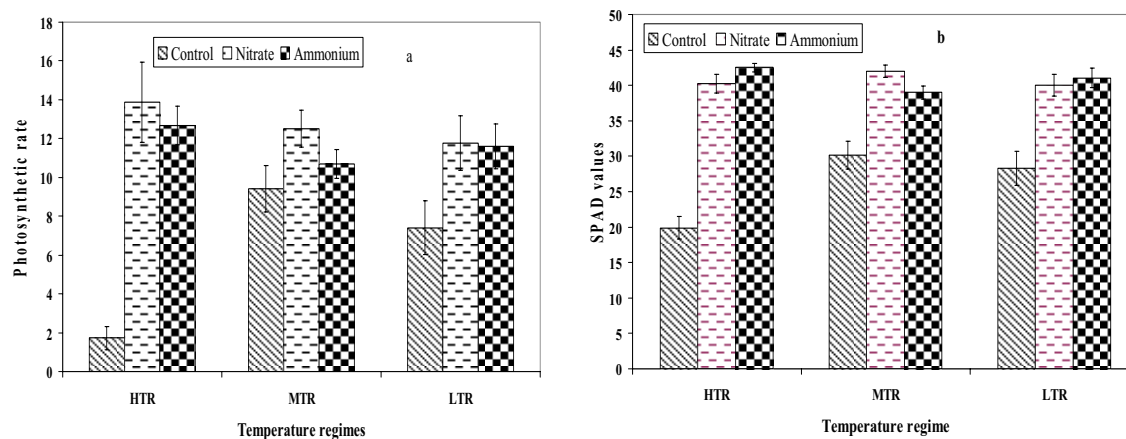 18
16
14
12
10
8
6
4
2
0
Photosynthetic rate
Control Nitrate Ammonium
a
HTR MTR LTR
Temperature regimes
50
45
40
35
30
25
20
15
10
5
0
SPAD values
Control Nitrate Ammonium
b
HTR MTR LTR
Temperature regime